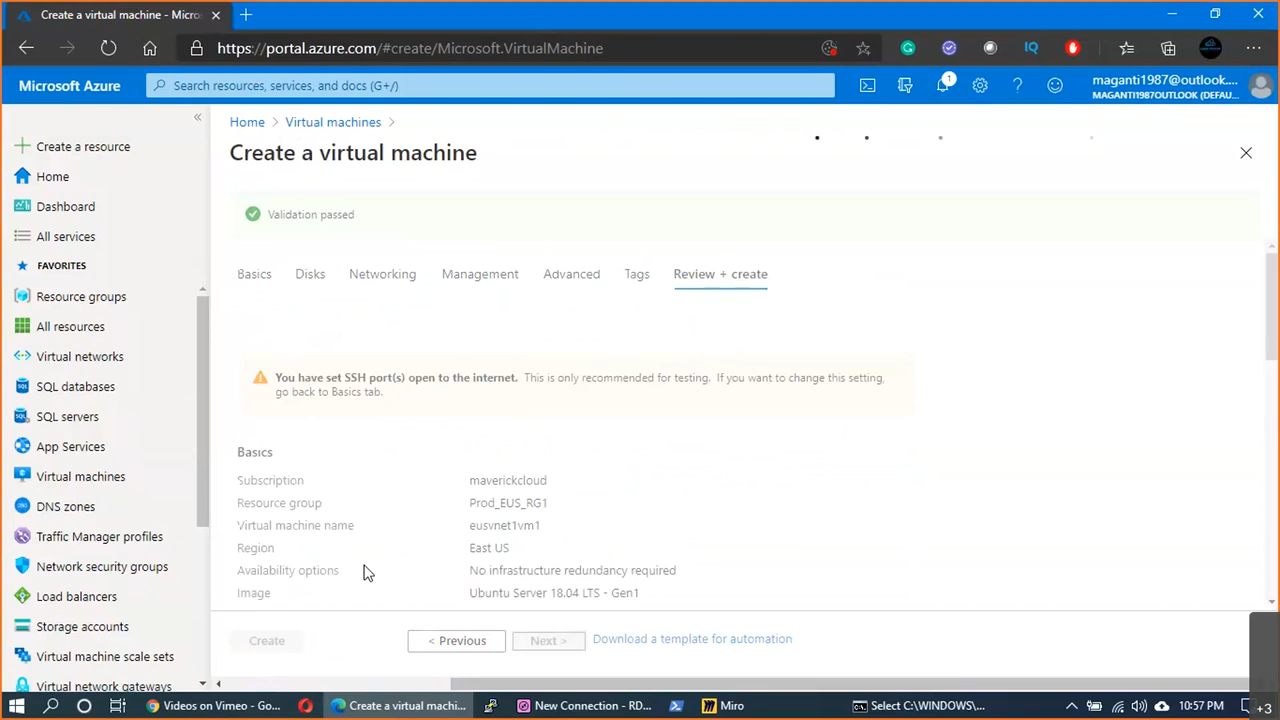 Create a virtual machine - Micros
https://portal.azure.com/#create/Microsoft.VirtualMachine
IQ
Microsoft Azure
Search resources, services, and docs (G+/)
1
maganti1987@outlook....
MAGANTI1987OUTLOOK (DEFAU...
Home > Virtual machines >
Create a virtual machine
Validation passed
Basics Disks Networking Management Advanced Tags Review + create
You have set SSH port(s) open to the internet. This is only recommended for testing. If you want to change this setting,
go back to Basics tab.
Basics
Subscription maverickcloud
Resource group Prod_EUS_RG1
Virtual machine name eusvnet1vm1
Region East US
Availability options No infrastructure redundancy required
Image Ubuntu Server 18.04 LTS - Gen1
Create
< Previous
Next >
Download a template for automation
Create a resource
Home
Dashboard
All services
FAVORITES
Resource groups
All resources
Virtual networks
SQL databases
SQL servers
App Services
Virtual machines
DNS zones
Traffic Manager profiles
Network security groups
Load balancers
Storage accounts
Virtual machine scale sets
Virtual network gateways
Videos on Vimeo - Go...
Create a virtual machi...
New Connection - RD...
Miro
Select C:\WINDOWS\...
10:57 PM
+3